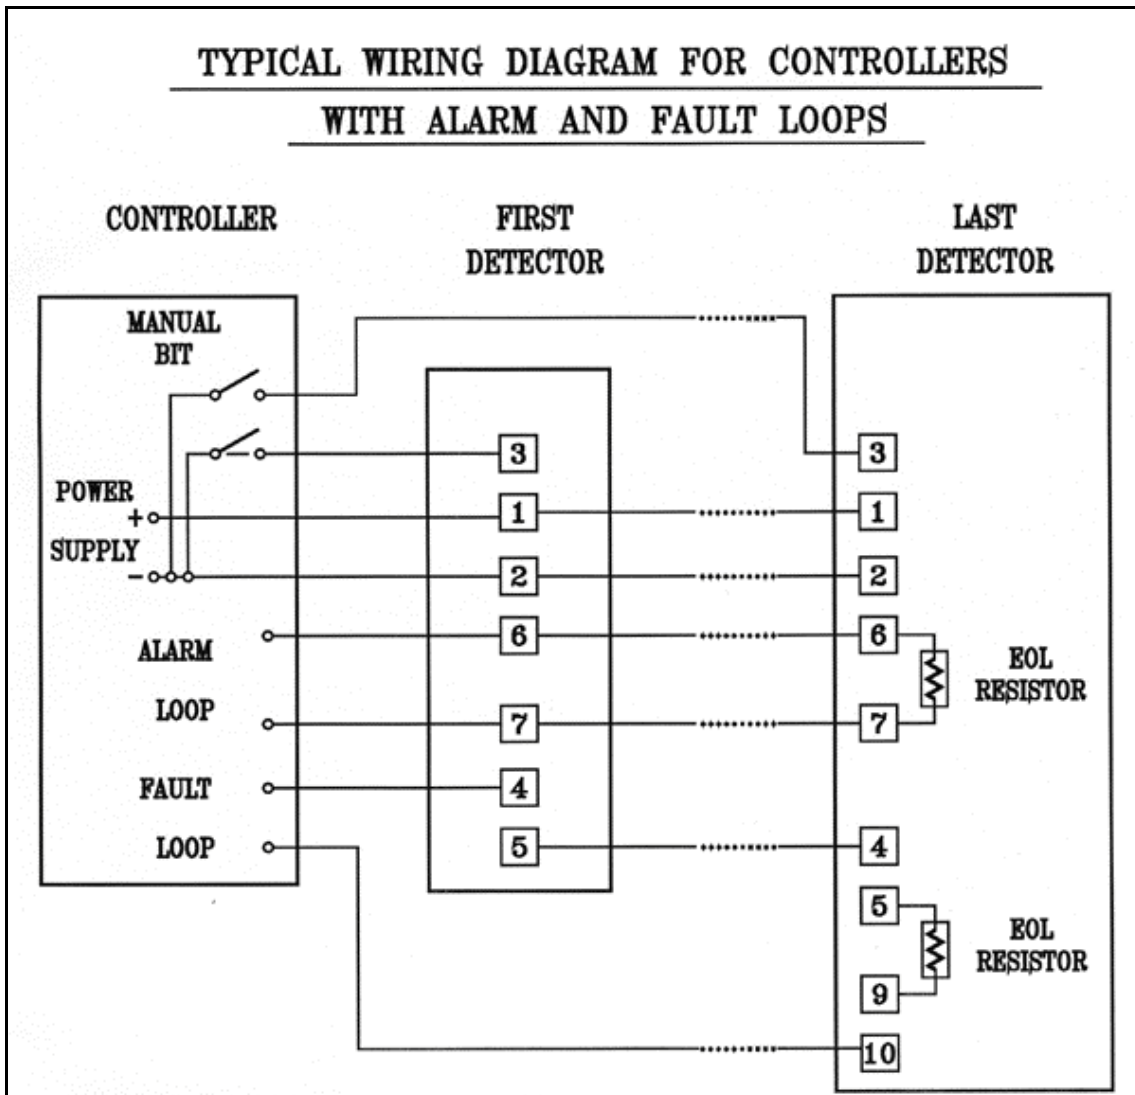 TYPICAL WIRING DIAGRAM FOR CONTROLLERS
WITH ALARM AND FAULT LOOPS
CONTROLLER
FIRST
DETECTOR
LAST
DETECTOR
MANUAL
BIT
POWER
+
SUPPLY
-
ALARM
LOOP
FAULT
LOOP
3
1
2
6
7
4
5
3
1
2
6
7
4
5
9
10
EOL
RESISTOR
EOL
RESISTOR